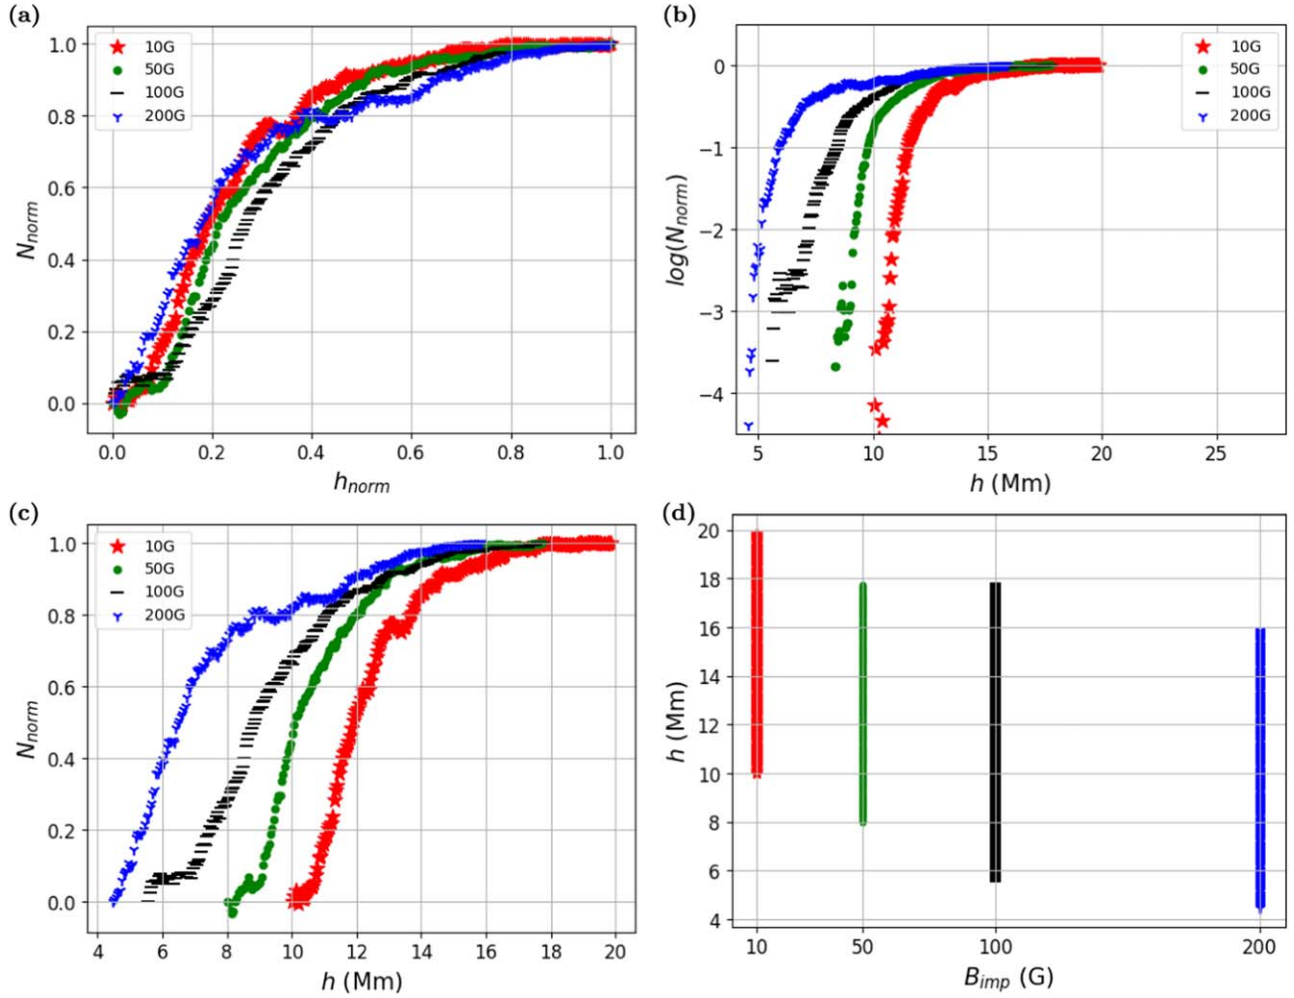 (a)
10G
50G
100G
200G
1.0
0.8
0.6
0.4
0.2
0.0
N_norm
0.0 0.2 0.4 0.6 0.8 1.0
h_norm
(b)
10G
50G
100G
200G
0
−1
−2
−3
−4
log(N_norm)
5 10 15 20 25
h (Mm)
(c)
10G
50G
100G
200G
1.0
0.8
0.6
0.4
0.2
0.0
N_norm
4 6 8 10 12 14 16 18 20
h (Mm)
(d)
20
18
16
14
12
10
8
6
4
h (Mm)
10 50 100 200
B_imp (G)